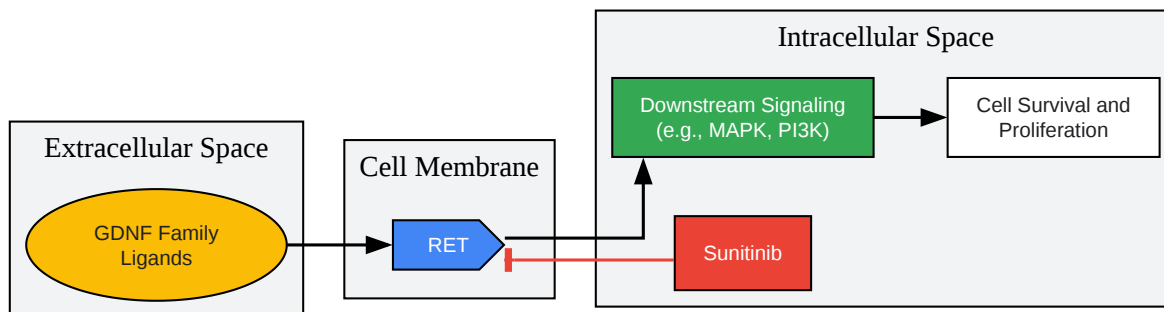 Extracellular Space
GDNF Family
Ligands
Cell Membrane
RET
Intracellular Space
Downstream Signaling
(e.g., MAPK, PI3K)
Cell Survival and
Proliferation
Sunitinib